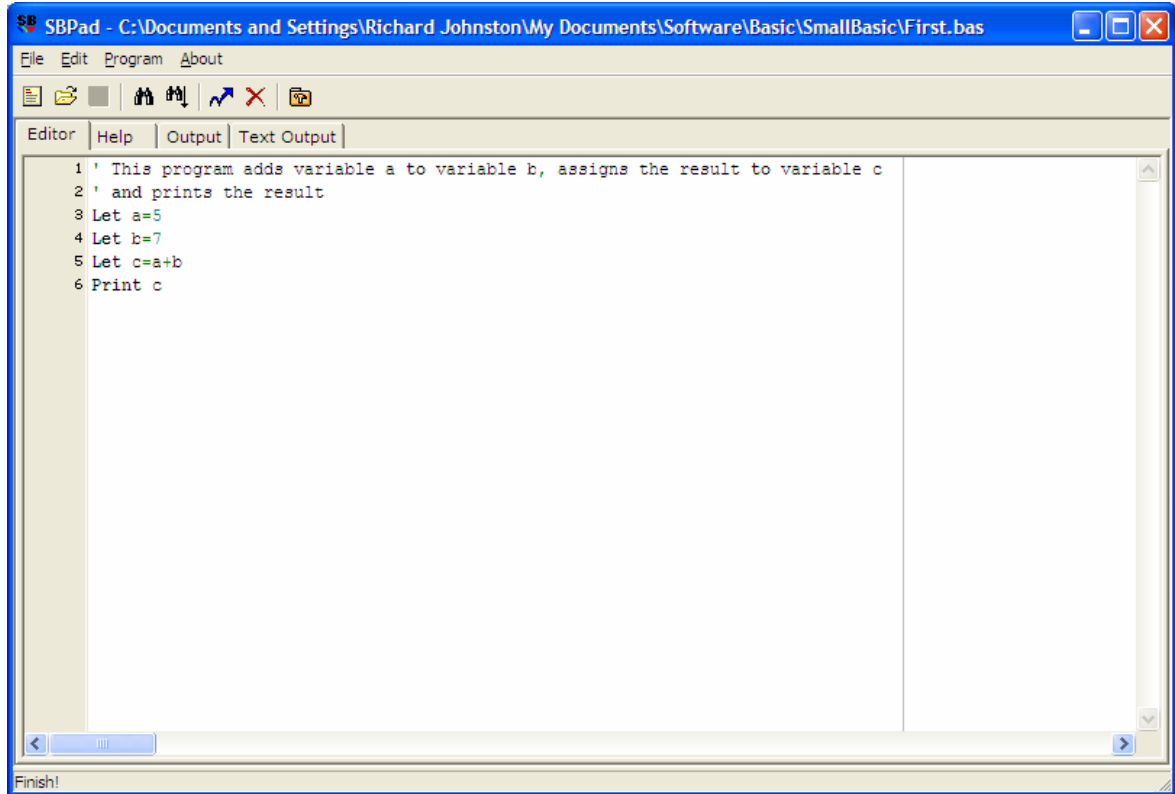 SBPad - C:\Documents and Settings\Richard Johnston\My Documents\Software\Basic\SmallBasic\First.bas
File Edit Program About
Editor Help Output Text Output
1 ' This program adds variable a to variable b, assigns the result to variable c
2 ' and prints the result
3 Let a=5
4 Let b=7
5 Let c=a+b
6 Print c
Finish!